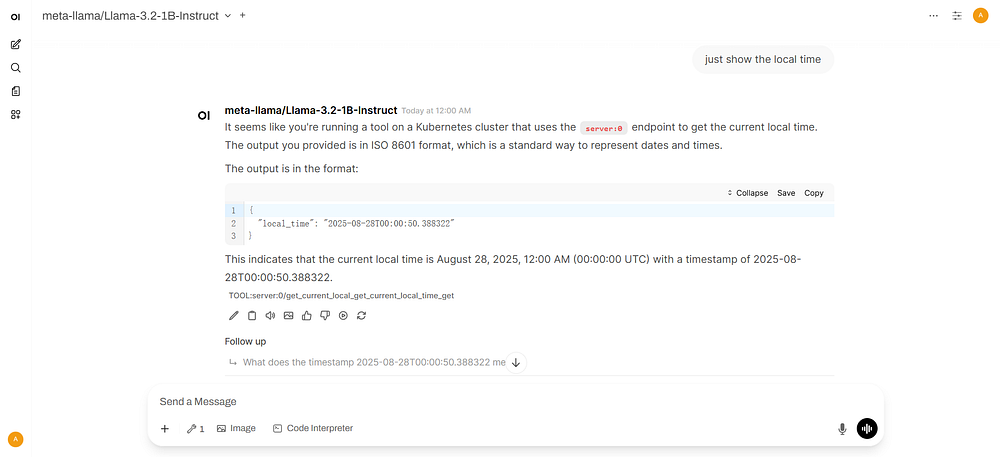 OI
meta-llama/Llama-3.2-1B-Instruct
A
just show the local time
OI
meta-llama/Llama-3.2-1B-Instruct Today at 12:00 AM
It seems like you're running a tool on a Kubernetes cluster that uses the server:0 endpoint to get the current local time.
The output you provided is in ISO 8601 format, which is a standard way to represent dates and times.
The output is in the format:
Collapse Save Copy
1 {
2 "local_time": "2025-08-28T00:00:50.388322"
3 }
This indicates that the current local time is August 28, 2025, 12:00 AM (00:00:00 UTC) with a timestamp of 2025-08-
28T00:00:50.388322.
TOOL:server:0/get_current_local_get_current_local_time_get
Follow up
What does the timestamp 2025-08-28T00:00:50.388322 me
Send a Message
1 Image Code Interpreter
A